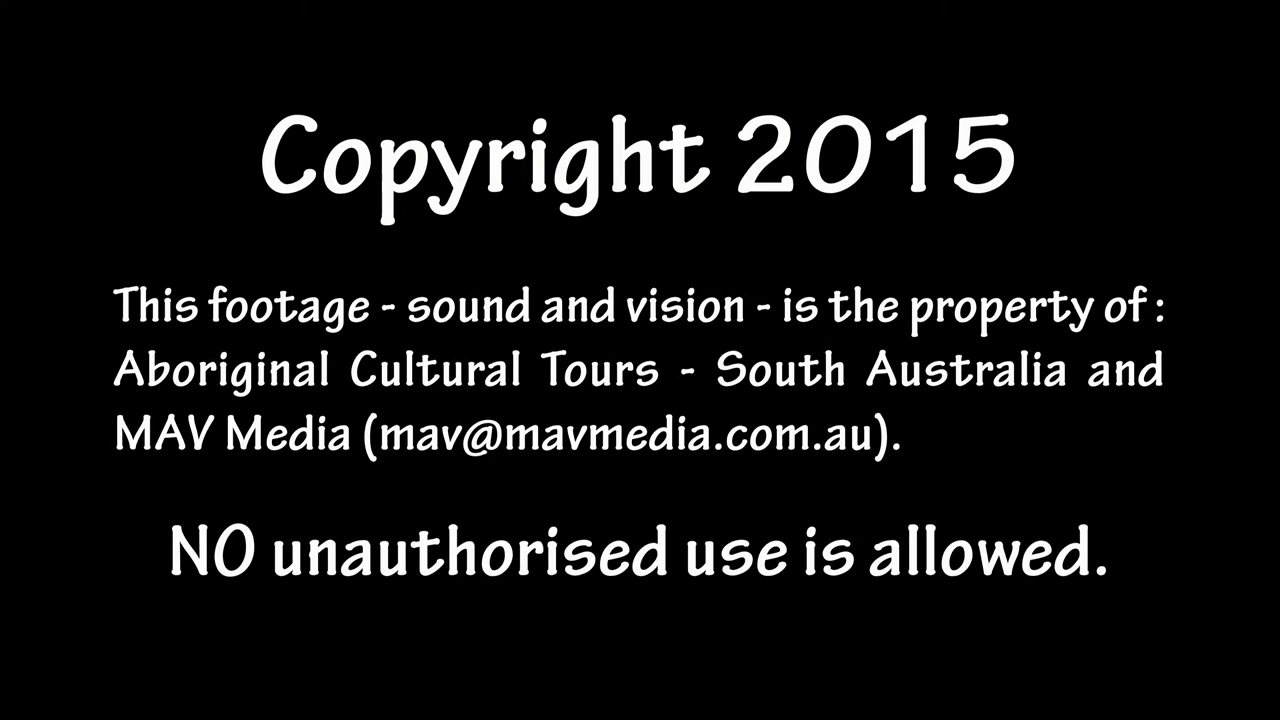 Copyright 2015
This footage - sound and vision - is the property of :
Aboriginal Cultural Tours - South Australia and
MAV Media (mav@mavmedia.com.au).
NO unauthorised use is allowed.